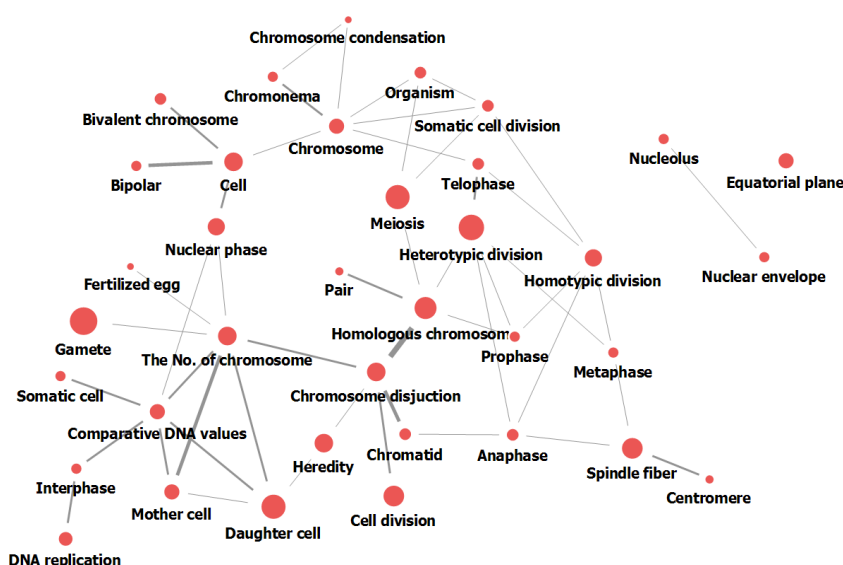 Chromosome condensation
Chromonema
Organism
Bivalent chromosome
Somatic cell division
Chromosome
Nucleolus
Bipolar
Cell
Telophase
Equatorial plane
Meiosis
Nuclear phase
Heterotypic division
Fertilized egg
Pair
Homotypic division
Nuclear envelope
Homologous chromosom
Gamete
The No. of chromosome
Prophase
Metaphase
Somatic cell
Chromosome disjuction
Comparative DNA values
Heredity
Chromatid
Anaphase
Spindle fiber
Interphase
Centromere
Mother cell
Daughter cell
Cell division
DNA replication